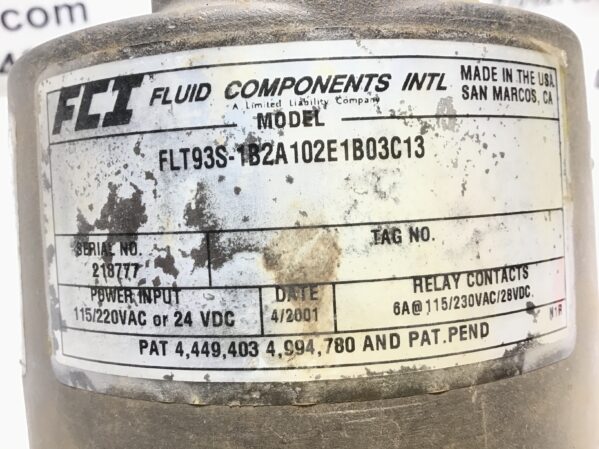 FCI FLUID COMPONENTS INTL
A Limited Liability Company
MADE IN THE USA
SAN MARCOS, CA
MODEL
FLT93S-1B2A102E1B03C13
SERIAL NO.
218777
TAG NO.
POWER INPUT
115/220VAC or 24 VDC
DATE
4/2001
RELAY CONTACTS
6A@115/230VAC/28VDC
PAT 4,449,403 4,994,780 AND PAT.PEND